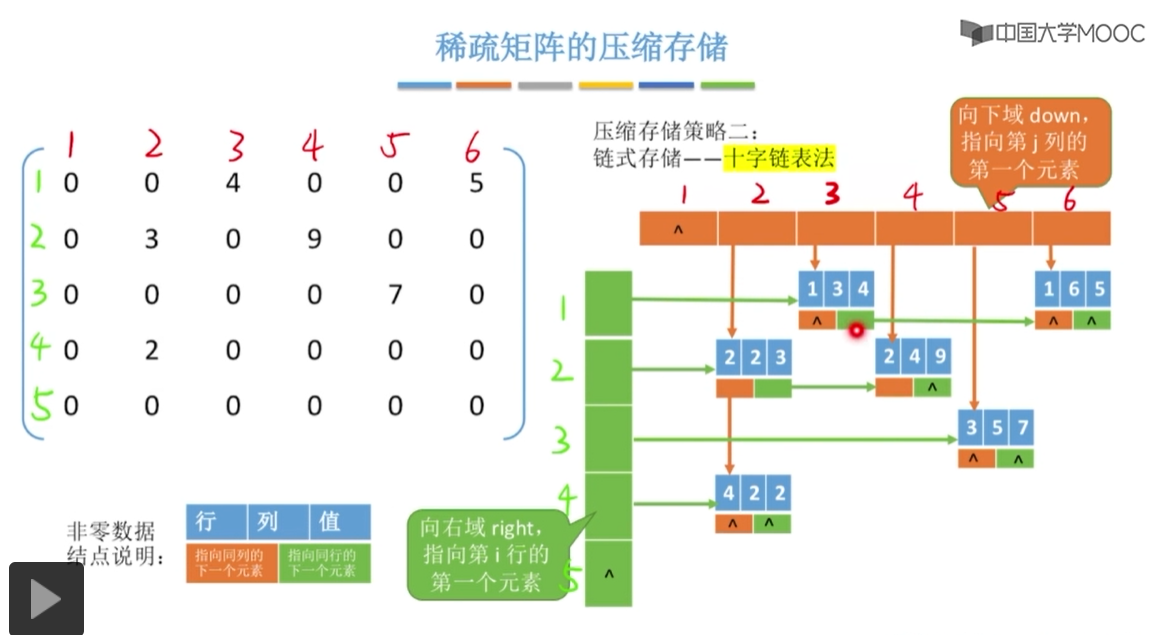 稀疏矩阵的压缩存储
中国大学MOOC
1 2 3 4 5 6
1 0 0 4 0 0 5
2 0 3 0 9 0 0
3 0 0 0 0 7 0
4 0 2 0 0 0 0
5 0 0 0 0 0 0
压缩存储策略二：
链式存储——十字链表法
向下域 down，
指向第 j 列的
第一个元素
1 2 3 4 5 6
^
1
1 3 4
1 6 5
^
^ ^
2
2 2 3
2 4 9
^
3
3 5 7
^ ^
4
4 2 2
^ ^
5
^
向右域 right，
指向第 i 行的
第一个元素
非零数据
结点说明：
行 列 值
指向同列的
下一个元素
指向同行的
下一个元素